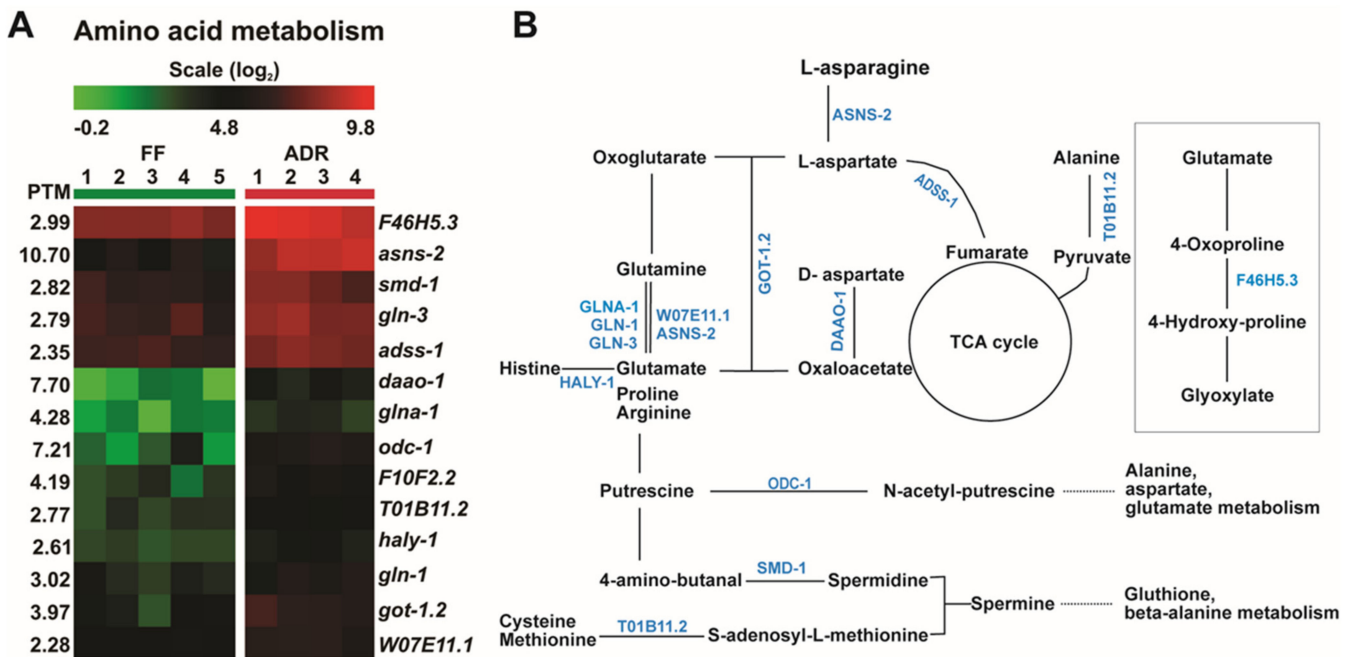 A
Amino acid metabolism
Scale (log2)
-0.2 4.8 9.8
FF ADR
1 2 3 4 5 1 2 3 4
PTM
2.99 F46H5.3
10.70 asns-2
2.82 smd-1
2.79 gln-3
2.35 adss-1
7.70 daao-1
4.28 glna-1
7.21 odc-1
4.19 F10F2.2
2.77 T01B11.2
2.61 haly-1
3.02 gln-1
3.97 got-1.2
2.28 W07E11.1
B
L-asparagine
ASNS-2
Oxoglutarate
L-aspartate
ADSS-1
Fumarate
Alanine
T01B11.2
Pyruvate
GOT-1.2
Glutamine
GLNA-1
GLN-1
GLN-3
W07E11.1
ASNS-2
D- aspartate
DAAO-1
Oxaloacetate
TCA cycle
Histine
HALY-1
Glutamate
Proline
Arginine
Glutamate
4-Oxoproline
F46H5.3
4-Hydroxy-proline
Glyoxylate
Putrescine
ODC-1
N-acetyl-putrescine
Alanine,
aspartate,
glutamate metabolism
4-amino-butanal
SMD-1
Spermidine
Spermine
Gluthione,
beta-alanine metabolism
Cysteine
Methionine
T01B11.2
S-adenosyl-L-methionine